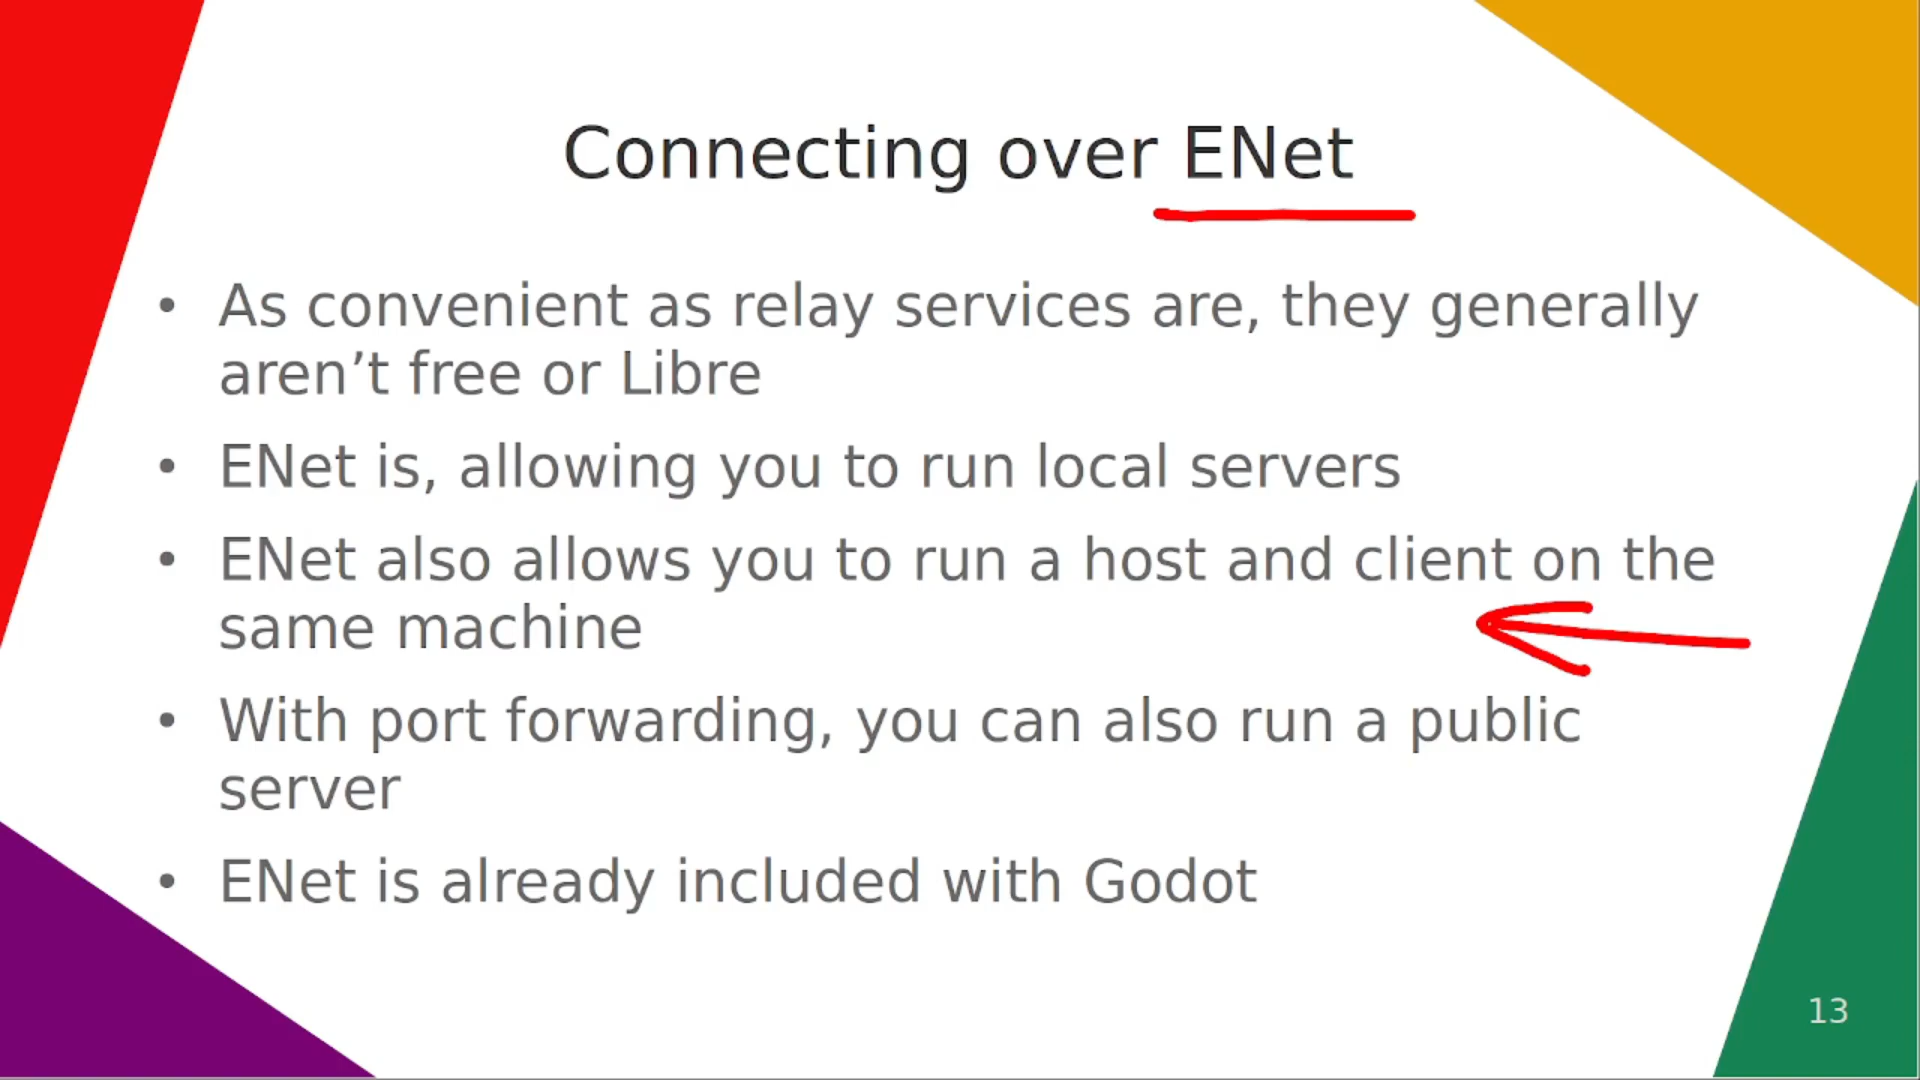 Connecting over ENet
• As convenient as relay services are, they generally
aren’t free or Libre
• ENet is, allowing you to run local servers
• ENet also allows you to run a host and client on the
same machine
• With port forwarding, you can also run a public
server
• ENet is already included with Godot
13